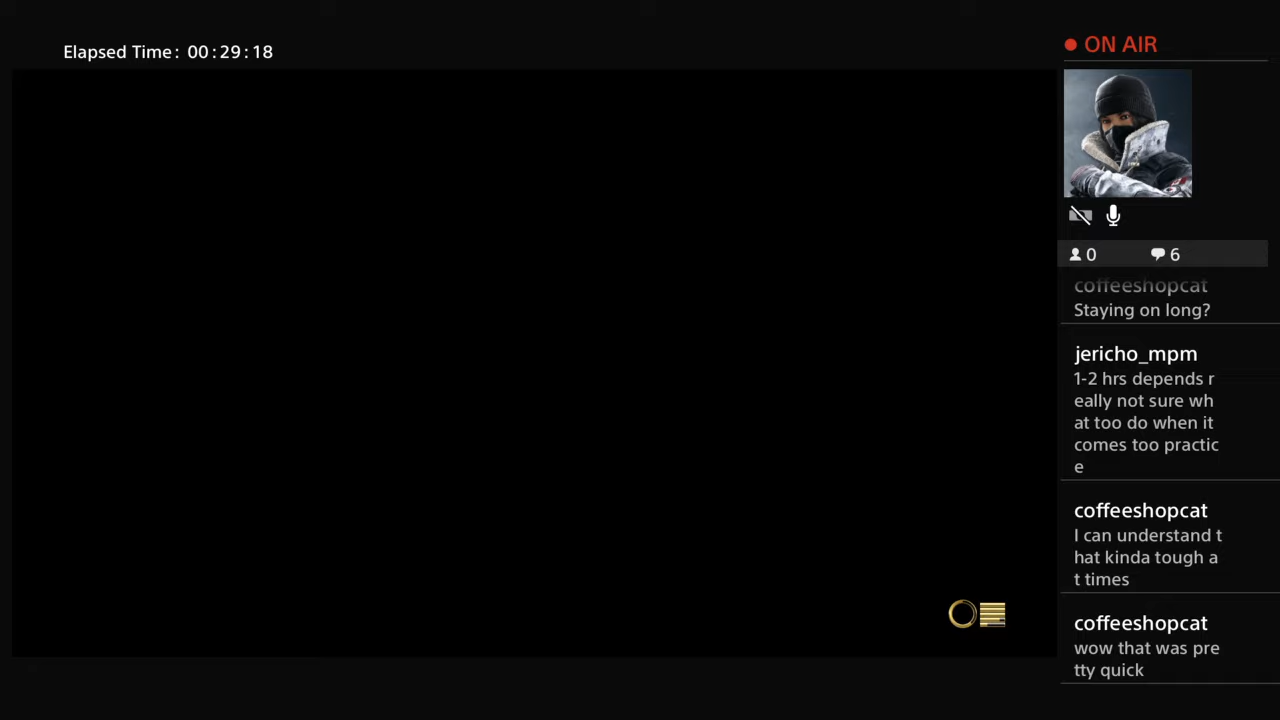 Elapsed Time: 00:29:18
ON AIR
0
6
coffeeshopcat
Staying on long?
jericho_mpm
1-2 hrs depends r
eally not sure wh
at too do when it
comes too practic
e
coffeeshopcat
I can understand t
hat kinda tough a
t times
coffeeshopcat
wow that was pre
tty quick